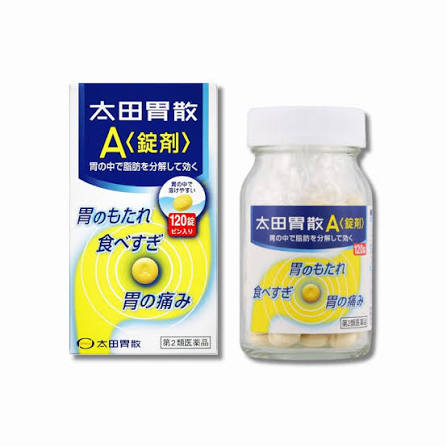 太田胃散
A〈錠剤〉
胃の中で脂肪を分解して効く
胃の中で
溶けやすい
120錠
ビン入り
胃のもたれ
食べすぎ
胃の痛み
太田胃散
第2類医薬品
太田胃散A〈錠剤〉
胃の中で脂肪を分解して効く
120錠
胃のもたれ
食べすぎ
胃の痛み
第2類医薬品